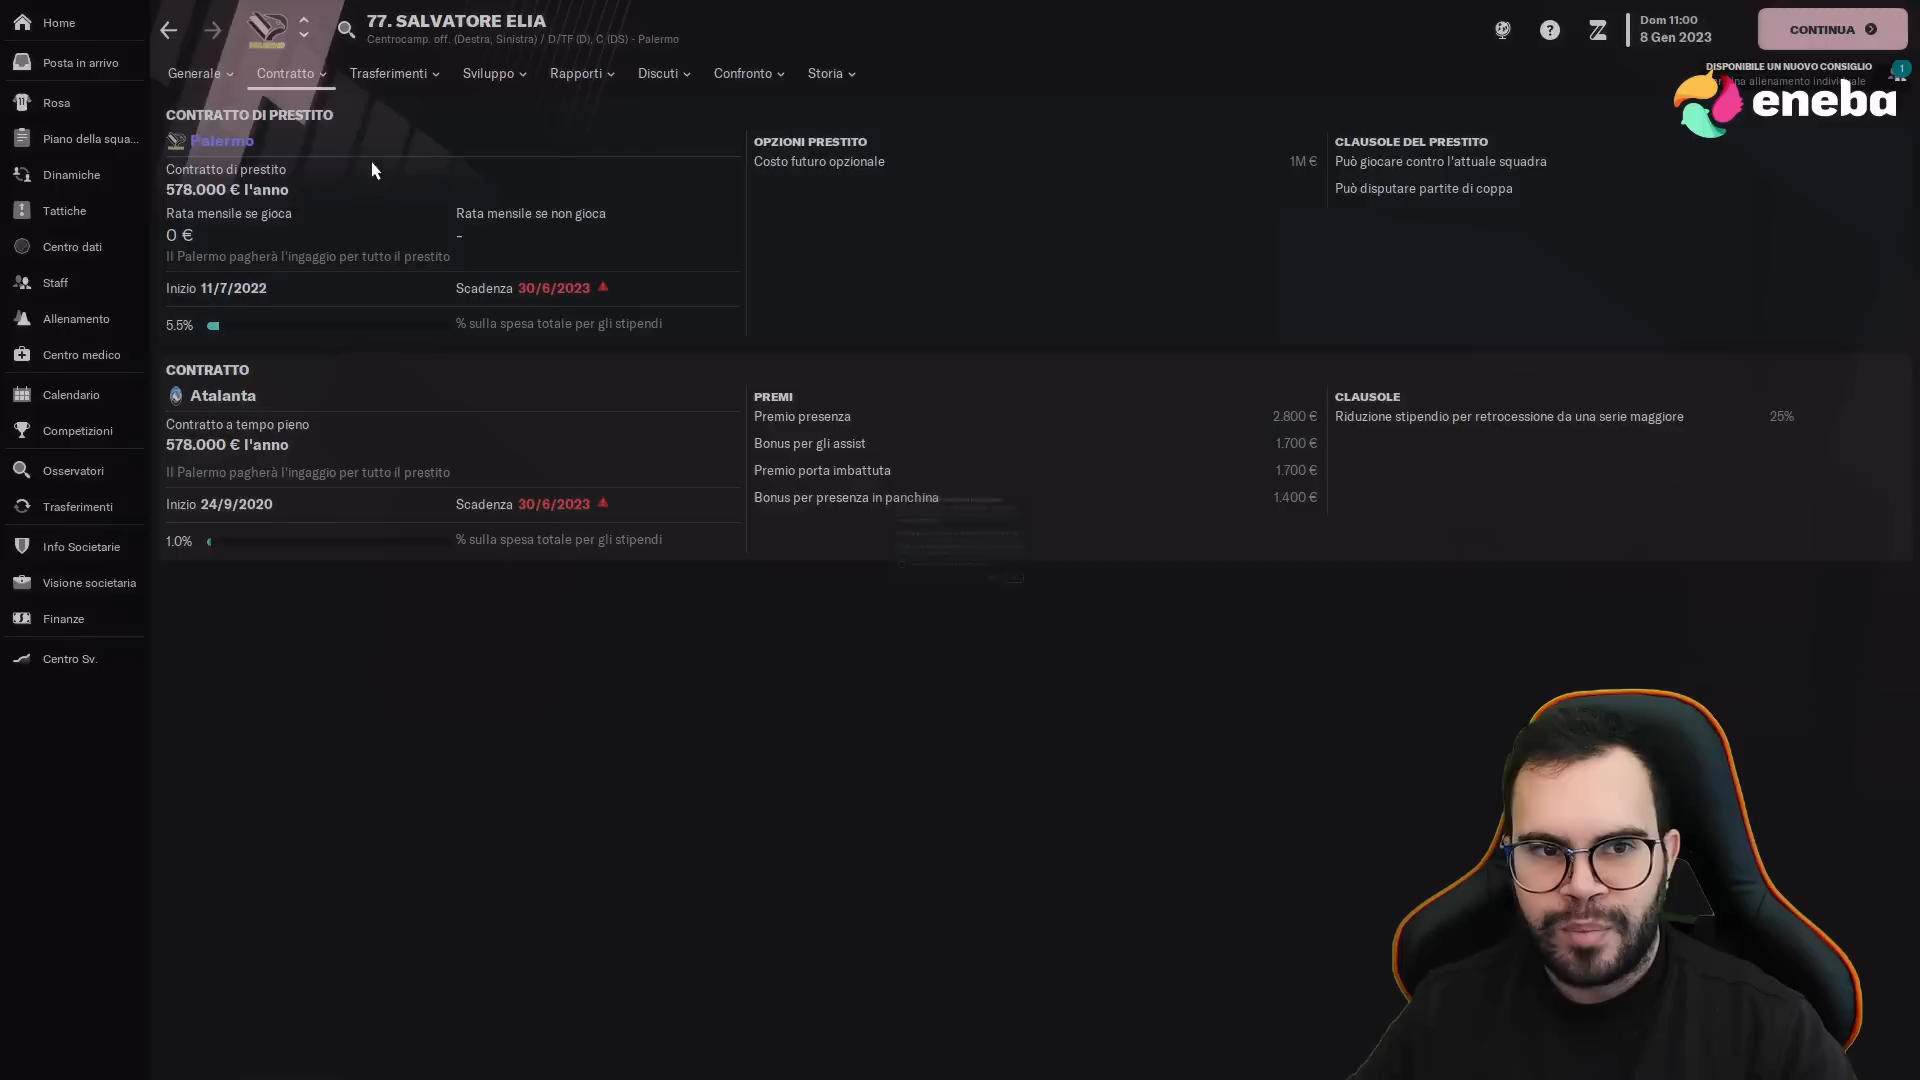 Home
Posta in arrivo
Rosa
Piano della squa...
Dinamiche
Tattiche
Centro dati
Staff
Allenamento
Centro medico
Calendario
Competizioni
Osservatori
Trasferimenti
Info Societarie
Visione societaria
Finanze
Centro Sv.
77. SALVATORE ELIA
Centrocamp. off. (Destra, Sinistra) / D/TF (D), C (DS) - Palermo
Dom 11:00
8 Gen 2023
CONTINUA
Generale
Contratto
Trasferimenti
Sviluppo
Rapporti
Discuti
Confronto
Storia
DISPONIBILE UN NUOVO CONSIGLIO
1
eneba
CONTRATTO DI PRESTITO
Palermo
Contratto di prestito
578.000 € l'anno
Rata mensile se gioca
Rata mensile se non gioca
0 €
-
Il Palermo pagherà l'ingaggio per tutto il prestito
Inizio 11/7/2022
Scadenza 30/6/2023
5.5%
% sulla spesa totale per gli stipendi
OPZIONI PRESTITO
Costo futuro opzionale 1M €
CLAUSOLE DEL PRESTITO
Può giocare contro l'attuale squadra
Può disputare partite di coppa
CONTRATTO
Atalanta
Contratto a tempo pieno
578.000 € l'anno
Il Palermo pagherà l'ingaggio per tutto il prestito
Inizio 24/9/2020
Scadenza 30/6/2023
1.0%
% sulla spesa totale per gli stipendi
PREMI
Premio presenza 2.800 €
Bonus per gli assist 1.700 €
Premio porta imbattuta 1.700 €
Bonus per presenza in panchina 1.400 €
CLAUSOLE
Riduzione stipendio per retrocessione da una serie maggiore 25%